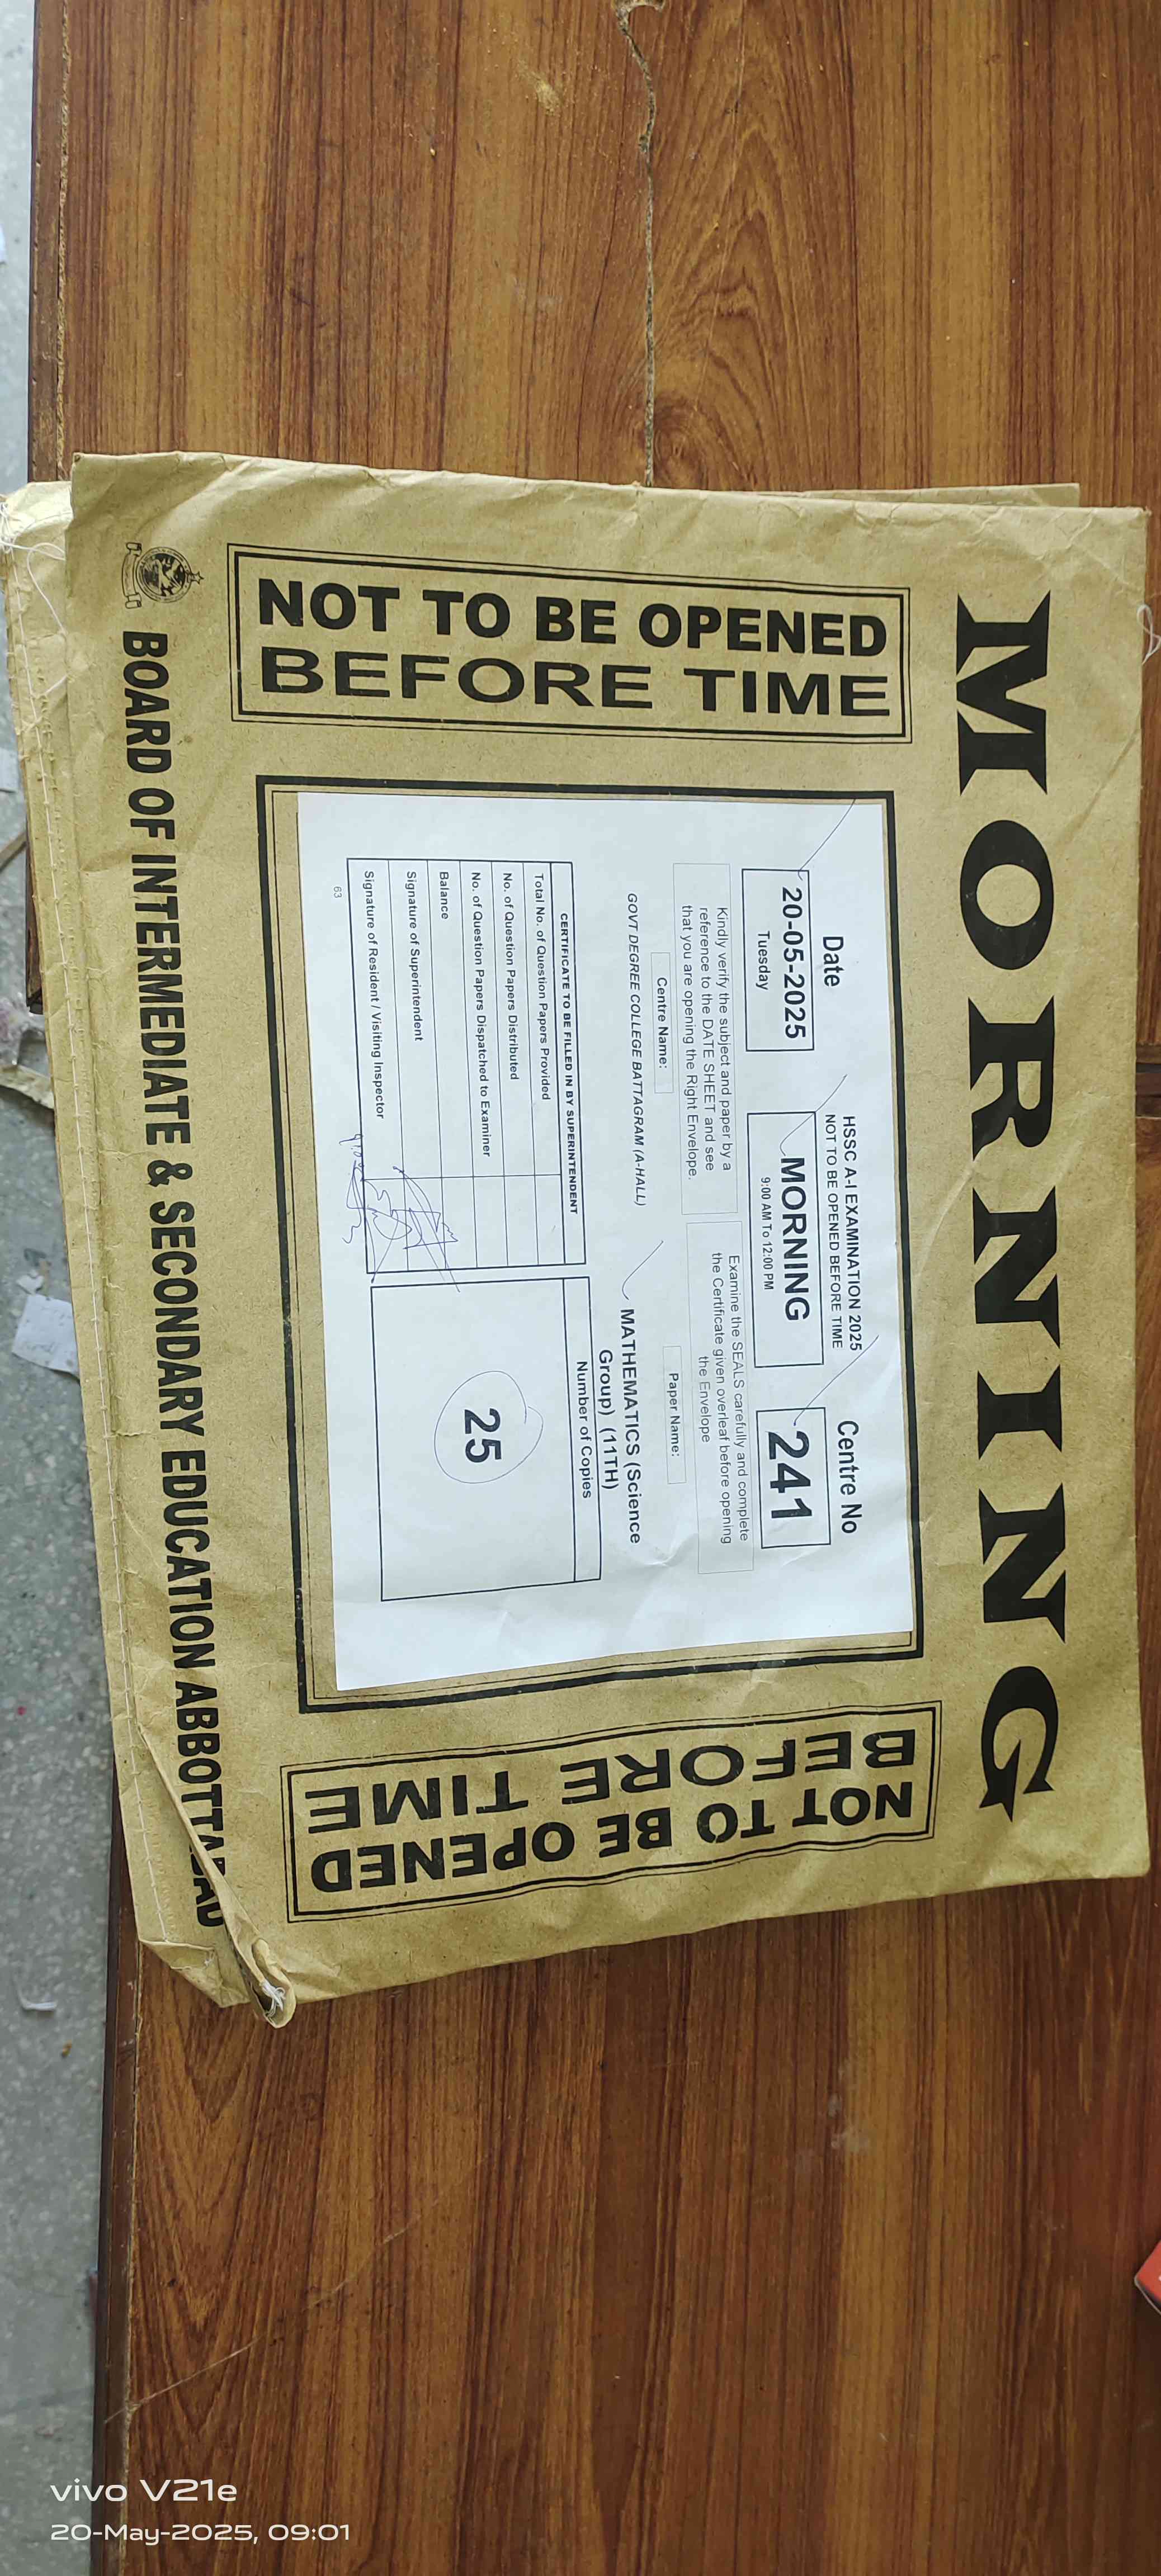 MORNING
NOT TO BE OPENED
BEFORE TIME
Date
20-05-2025
Tuesday
HSSC A-I EXAMINATION 2025
NOT TO BE OPENED BEFORE TIME
MORNING
9:00 AM To 12:00 PM
Centre No
241
Kindly verify the subject and paper by a
reference to the DATE SHEET and see
that you are opening the Right Envelope.
Examine the SEALS carefully and complete
the Certificate given overleaf before opening
the Envelope
Centre Name:
GOVT DEGREE COLLEGE BATTAGRAM (A-HALL)
Paper Name:
MATHEMATICS (Science
Group) (11TH)
CERTIFICATE TO BE FILLED IN BY SUPERINTENDENT
Total No. of Question Papers Provided
No. of Question Papers Distributed
No. of Question Papers Dispatched to Examiner
Balance
Signature of Superintendent
Signature of Resident / Visiting Inspector
Number of Copies
25
63
NOT TO BE OPENED
BEFORE TIME
BOARD OF INTERMEDIATE & SECONDARY EDUCATION ABBOTTABAD
vivo V21e
20-May-2025, 09:01